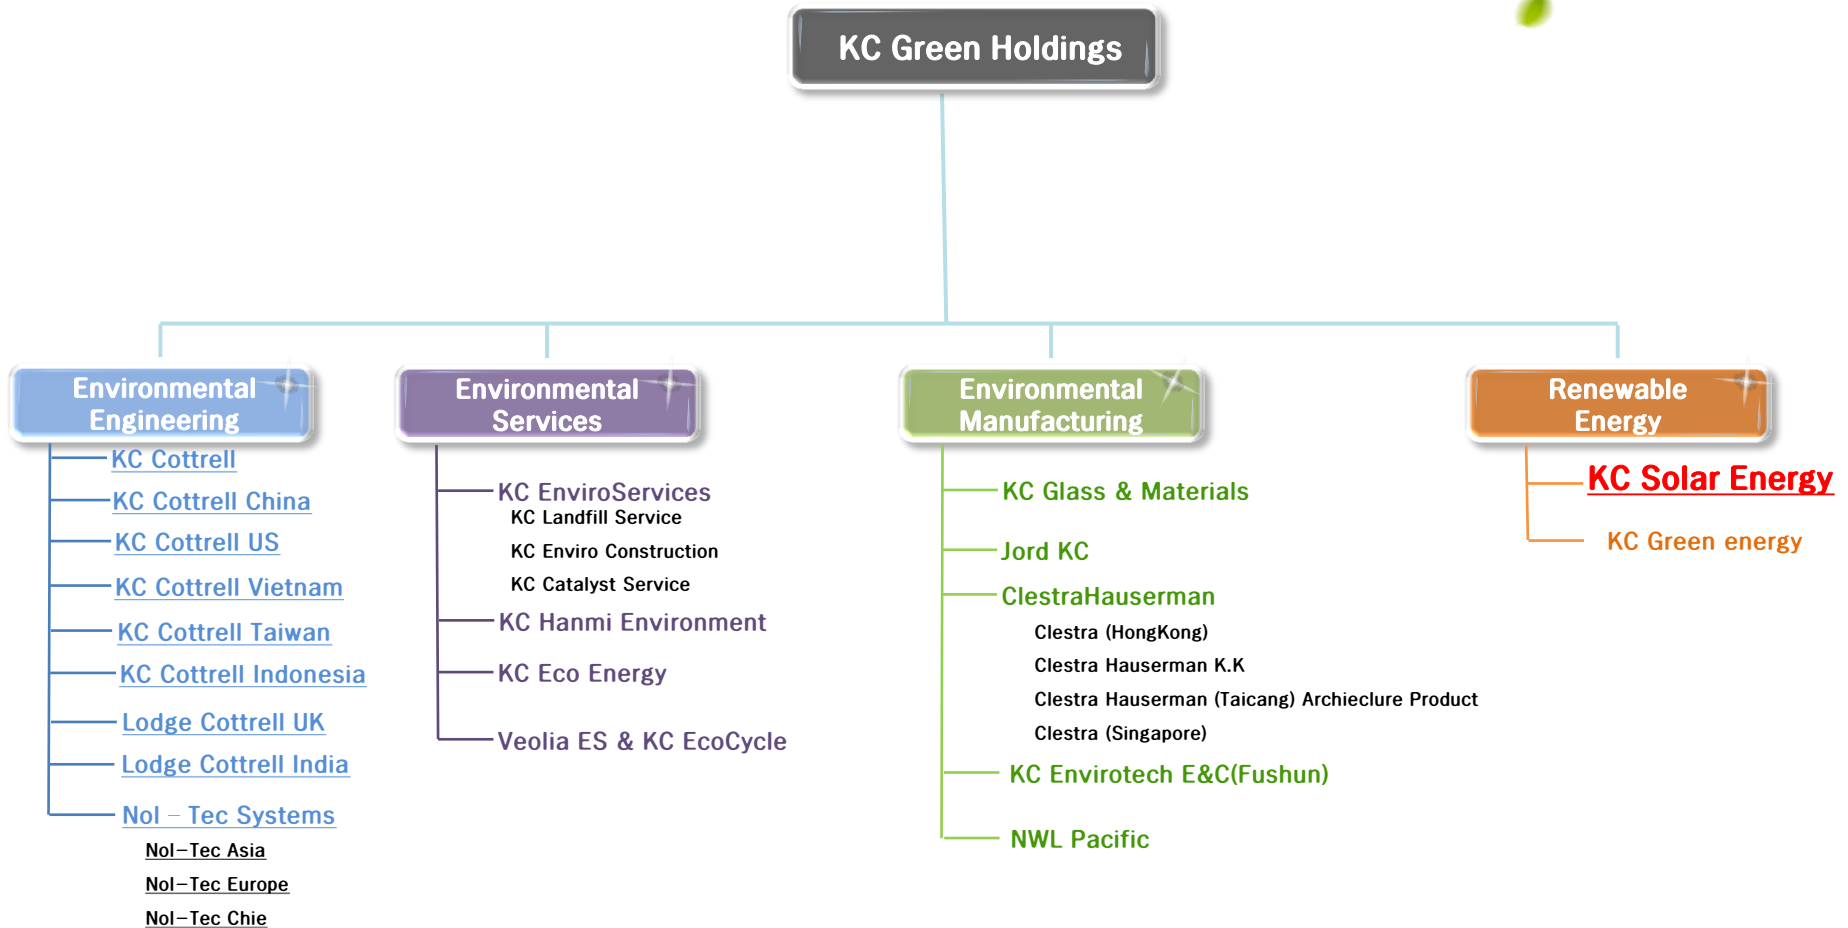 KC Green Holdings
Environmental
Engineering
KC Cottrell
KC Cottrell China
KC Cottrell US
KC Cottrell Vietnam
KC Cottrell Taiwan
KC Cottrell Indonesia
Lodge Cottrell UK
Lodge Cottrell India
Nol - Tec Systems
Nol-Tec Asia
Nol-Tec Europe
Nol-Tec Chie
Environmental
Services
KC EnviroServices
KC Landfill Service
KC Enviro Construction
KC Catalyst Service
KC Hanmi Environment
KC Eco Energy
Veolia ES & KC EcoCycle
Environmental
Manufacturing
KC Glass & Materials
Jord KC
ClestraHauserman
Clestra (HongKong)
Clestra Hauserman K.K
Clestra Hauserman (Taicang) Archieclure Product
Clestra (Singapore)
KC Envirotech E&C(Fushun)
NWL Pacific
Renewable
Energy
KC Solar Energy
KC Green energy